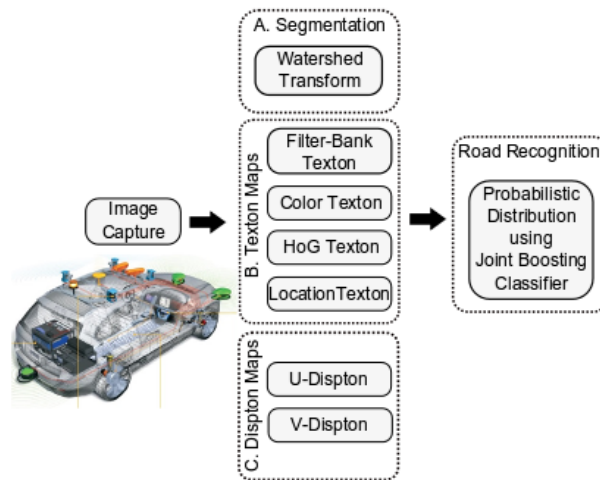 A. Segmentation
Watershed
Transform
B. Texton Maps
Filter-Bank
Texton
Color Texton
HoG Texton
LocationTexton
C. Dispton Maps
U-Dispton
V-Dispton
Image
Capture
Road Recognition
Probabilistic
Distribution
using
Joint Boosting
Classifier